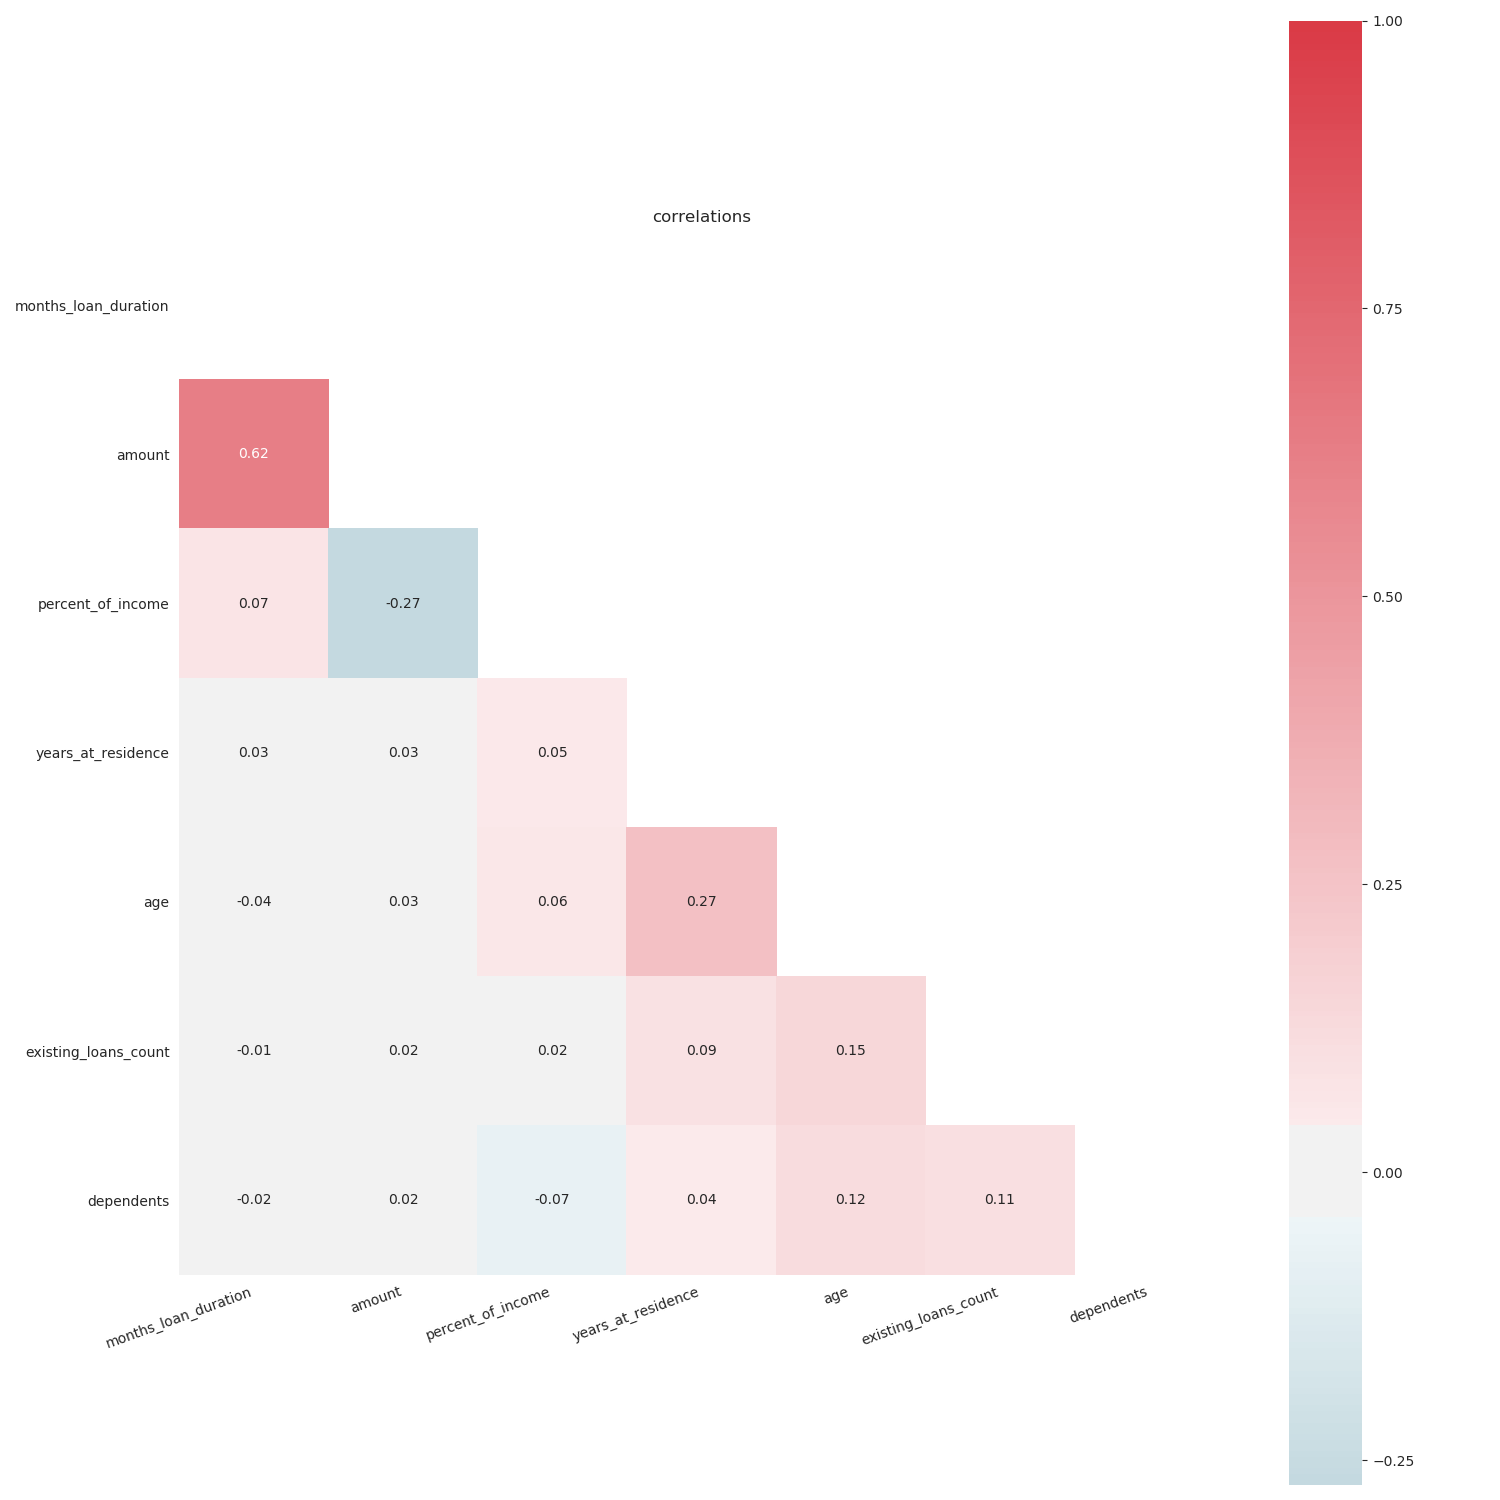 correlations
months_loan_duration
amount 0.62
percent_of_income 0.07 -0.27
years_at_residence 0.03 0.03 0.05
age -0.04 0.03 0.06 0.27
existing_loans_count -0.01 0.02 0.02 0.09 0.15
dependents -0.02 0.02 -0.07 0.04 0.12 0.11
months_loan_duration amount percent_of_income years_at_residence age existing_loans_count dependents
1.00
0.75
0.50
0.25
0.00
−0.25